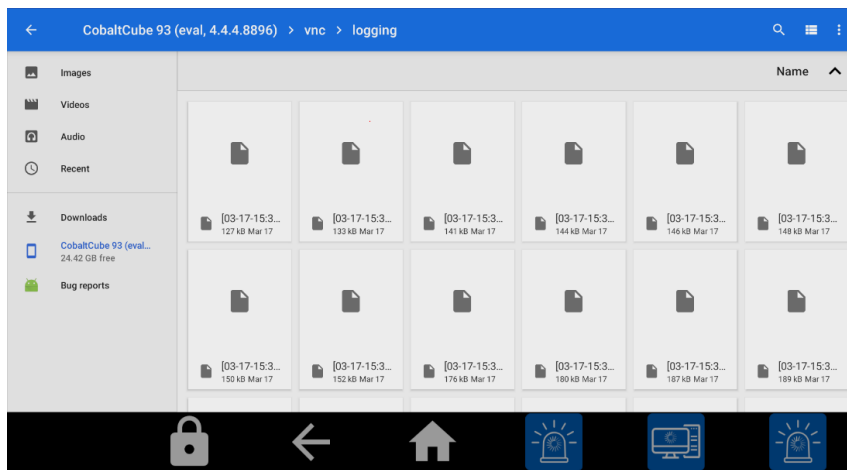 CobaltCube 93 (eval, 4.4.4.8896) > vnc > logging
Images
Name
Videos
Audio
Recent
Downloads
CobaltCube 93 (eval...
24.42 GB free
Bug reports
[03-17-15:3...
127 kB Mar 17
[03-17-15:3...
133 kB Mar 17
[03-17-15:3...
141 kB Mar 17
[03-17-15:3...
144 kB Mar 17
[03-17-15:3...
146 kB Mar 17
[03-17-15:3...
148 kB Mar 17
[03-17-15:3...
150 kB Mar 17
[03-17-15:3...
152 kB Mar 17
[03-17-15:3...
176 kB Mar 17
[03-17-15:3...
180 kB Mar 17
[03-17-15:3...
187 kB Mar 17
[03-17-15:3...
189 kB Mar 17